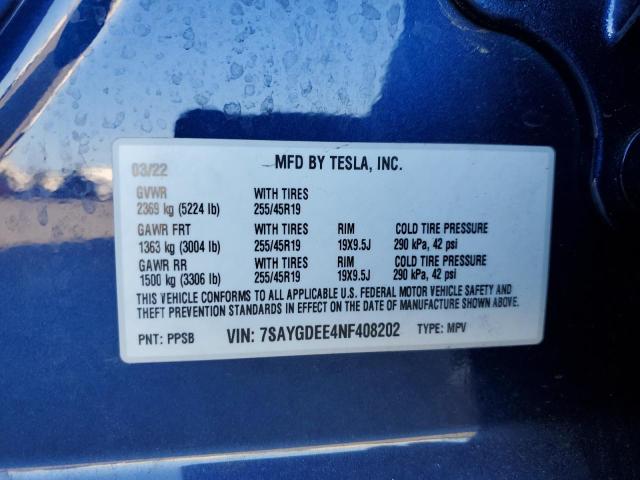 03/22 MFD BY TESLA, INC.
GVWR WITH TIRES
2369 kg (5224 lb) 255/45R19
GAWR FRT WITH TIRES RIM COLD TIRE PRESSURE
1363 kg (3004 lb) 255/45R19 19X9.5J 290 kPa, 42 psi
GAWR RR WITH TIRES RIM COLD TIRE PRESSURE
1500 kg (3306 lb) 255/45R19 19X9.5J 290 kPa, 42 psi
THIS VEHICLE CONFORMS TO ALL APPLICABLE U.S. FEDERAL MOTOR VEHICLE SAFETY AND
THEFT PREVENTION STANDARDS IN EFFECT ON THE DATE OF MANUFACTURE SHOWN ABOVE.
PNT: PPSB VIN: 7SAYGDEE4NF408202 TYPE: MPV